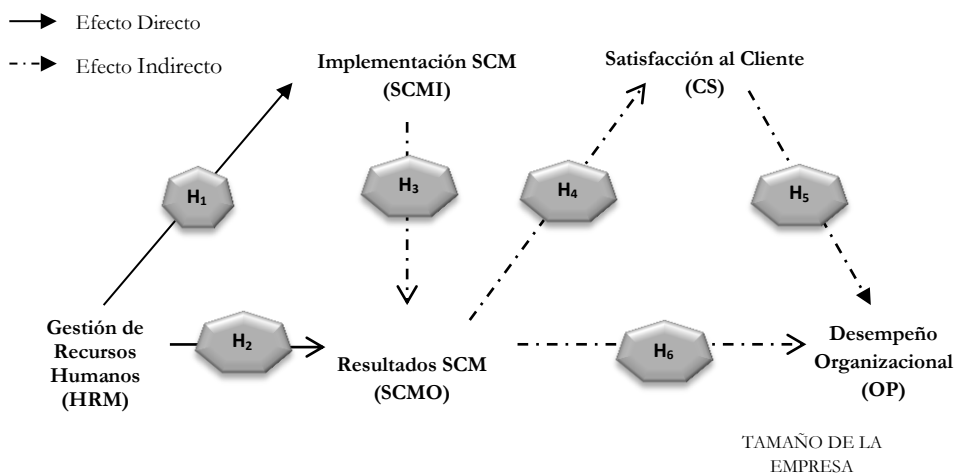 Efecto Directo
Efecto Indirecto
Implementación SCM
(SCMI)
Satisfacción al Cliente
(CS)
H1
H3
H4
H5
Gestión de
Recursos
Humanos
(HRM)
H2
Resultados SCM
(SCMO)
H6
Desempeño
Organizacional
(OP)
TAMAÑO DE LA
EMPRESA